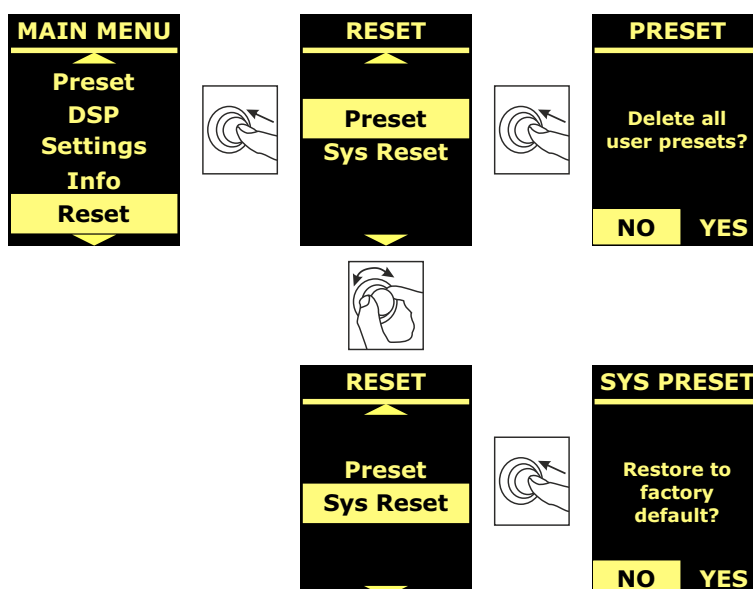 MAIN MENU
Preset
DSP
Settings
Info
Reset
RESET
Preset
Sys Reset
PRESET
Delete all
user presets?
NO YES
RESET
Preset
Sys Reset
SYS PRESET
Restore to
factory
default?
NO YES